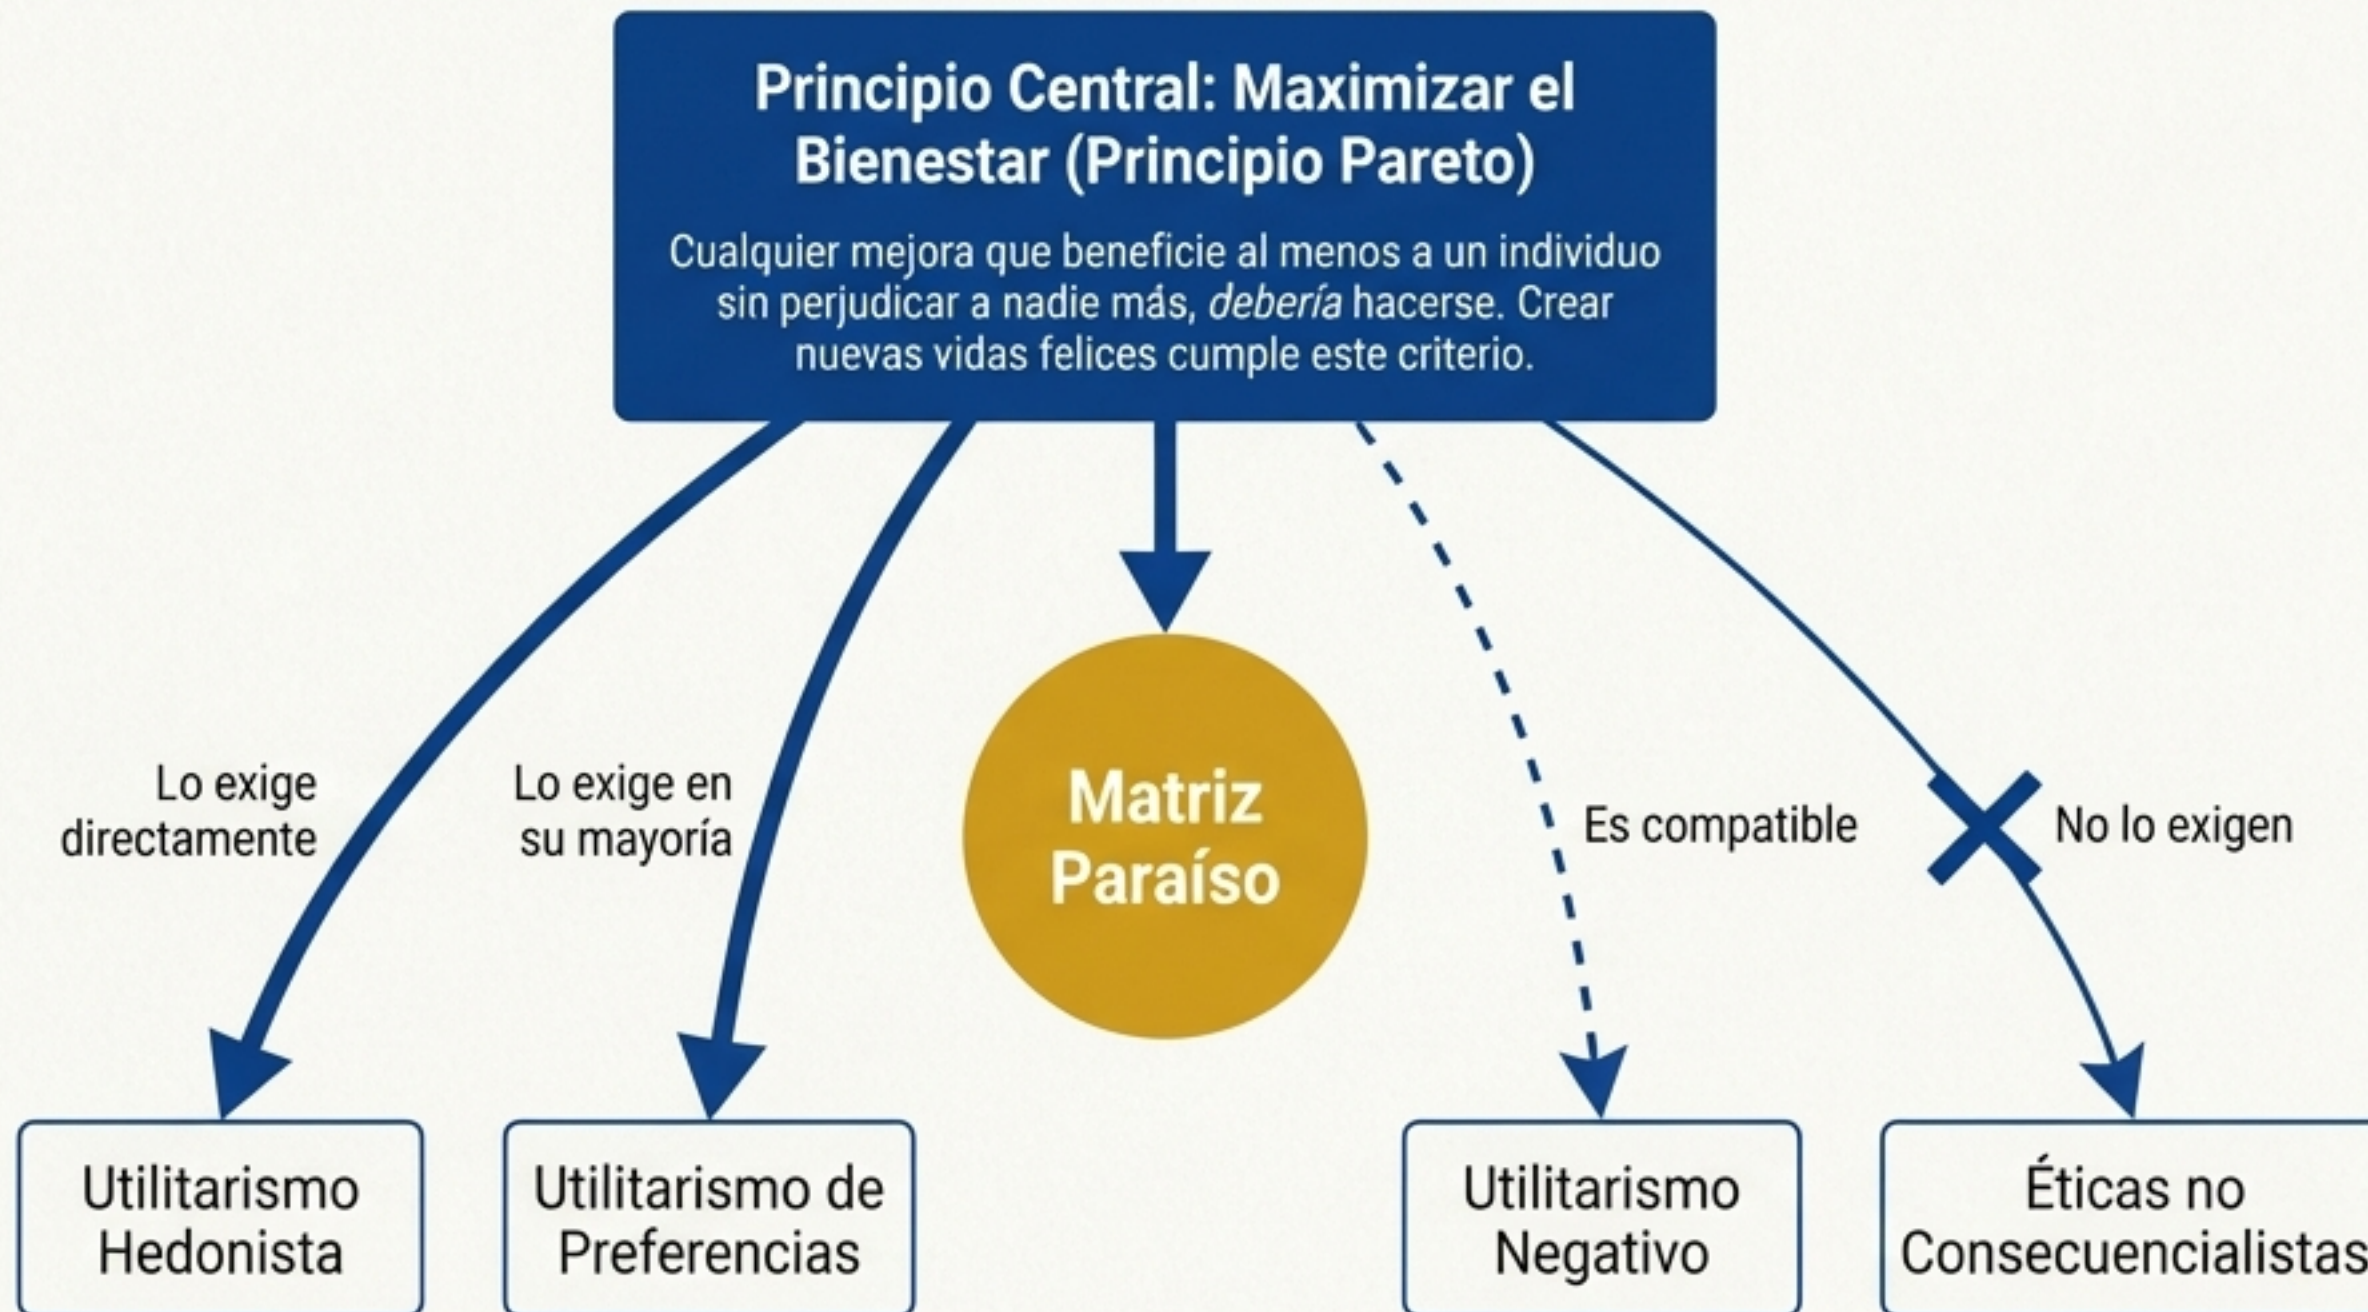 Principio Central: Maximizar el
Bienestar (Principio Pareto)
Cualquier mejora que beneficie al menos a un individuo
sin perjudicar a nadie más, debería hacerse. Crear
nuevas vidas felices cumple este criterio.
Lo exige
directamente
Lo exige en
su mayoría
Matriz
Paraíso
Es compatible
No lo exigen
Utilitarismo
Hedonista
Utilitarismo de
Preferencias
Utilitarismo
Negativo
Éticas no
Consecuencialistas